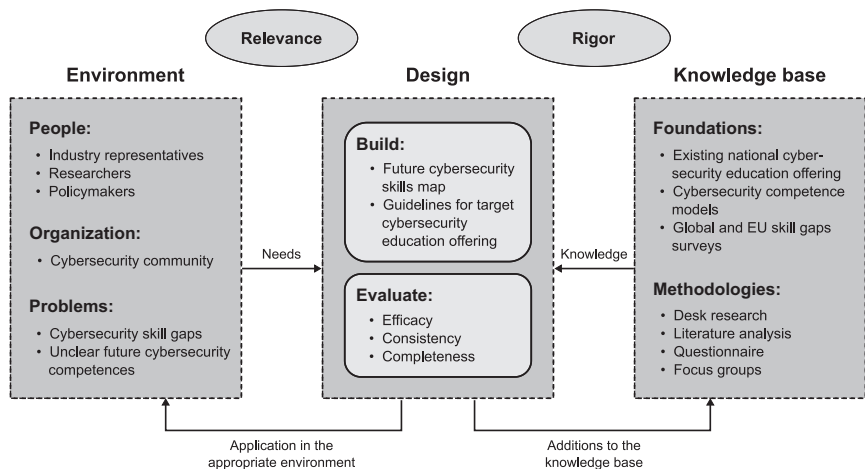 Relevance
Rigor
Environment
Design
Knowledge base
People:
• Industry representatives
• Researchers
• Policymakers
Organization:
• Cybersecurity community
Problems:
• Cybersecurity skill gaps
• Unclear future cybersecurity
competences
Needs
Build:
• Future cybersecurity
skills map
• Guidelines for target
cybersecurity
education offering
Evaluate:
• Efficacy
• Consistency
• Completeness
Knowledge
Foundations:
• Existing national cyber-
security education offering
• Cybersecurity competence
models
• Global and EU skill gaps
surveys
Methodologies:
• Desk research
• Literature analysis
• Questionnaire
• Focus groups
Application in the
appropriate environment
Additions to the
knowledge base